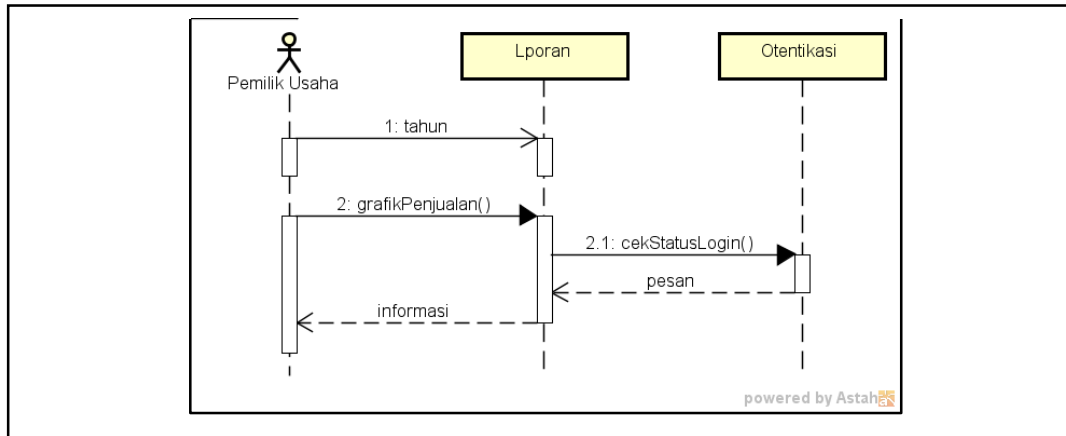 Pemilik Usaha
Lporan
Otentikasi
1: tahun
2: grafikPenjualan()
2.1: cekStatusLogin()
pesan
informasi
powered by Astah